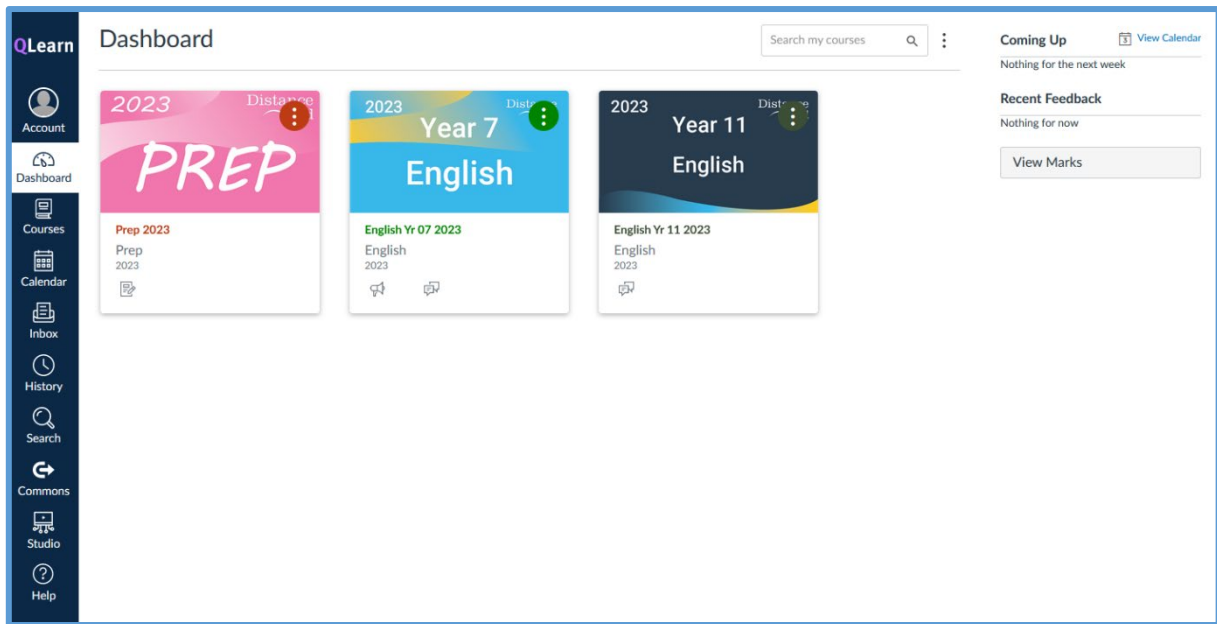 QLearn
Account
Dashboard
Courses
Calendar
Inbox
History
Search
Commons
Studio
Help
Dashboard
Search my courses
2023
PREP
Prep 2023
Prep
2023
2023
Year 7
English
English Yr 07 2023
English
2023
2023
Year 11
English
English Yr 11 2023
English
2023
Coming Up
View Calendar
Nothing for the next week
Recent Feedback
Nothing for now
View Marks